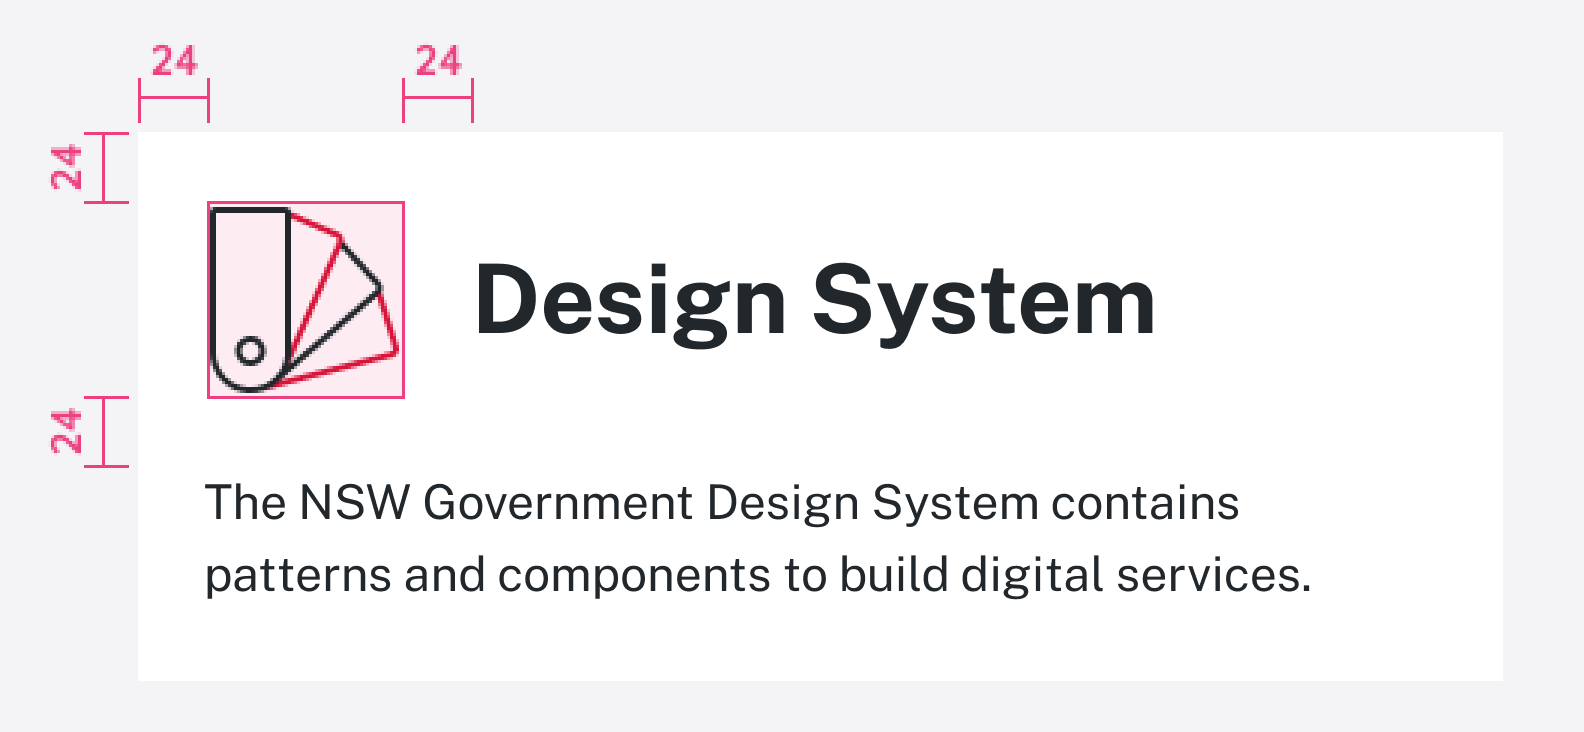 24 24
24
Design System
24
The NSW Government Design System contains
patterns and components to build digital services.